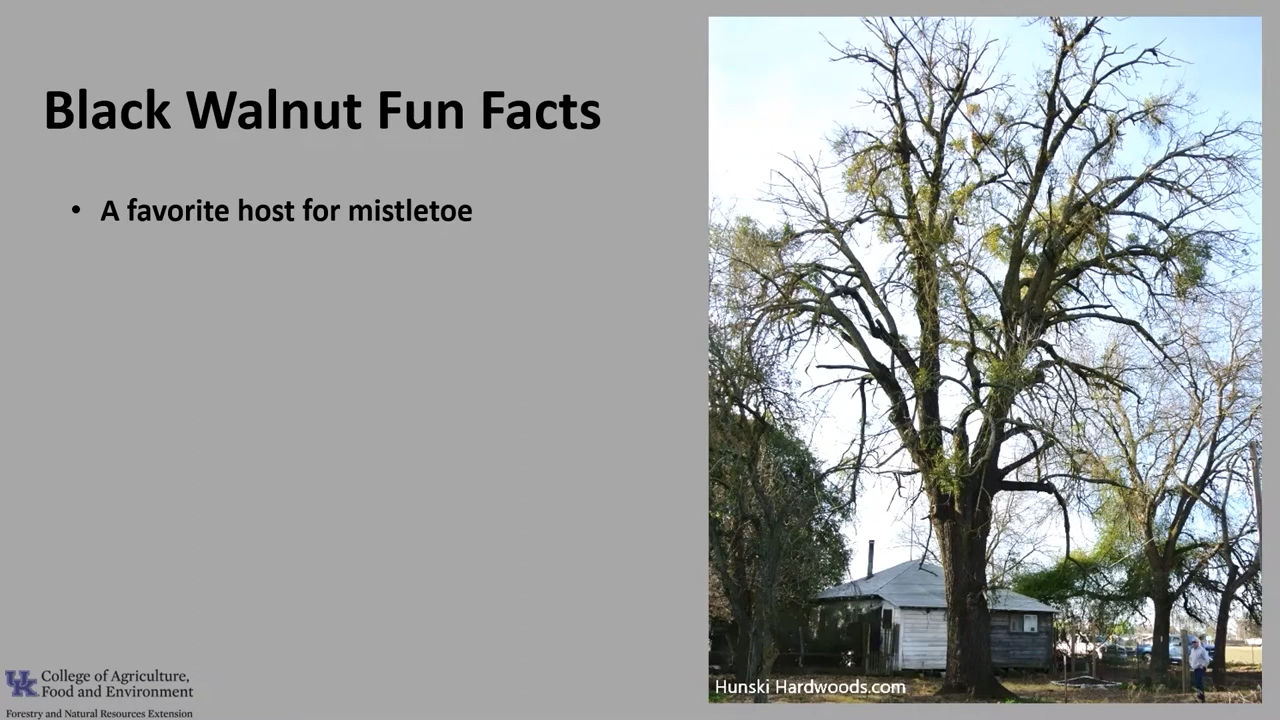 Black Walnut Fun Facts
• A favorite host for mistletoe
Hunski Hardwoods.com
UK College of Agriculture,
Food and Environment
Forestry and Natural Resources Extension